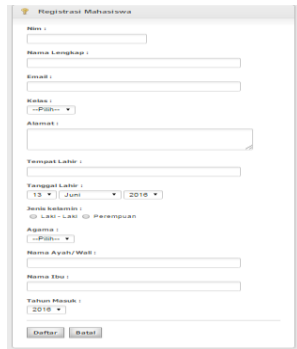 Registrasi Mahasiswa
Nim :
Nama Lengkap :
Email :
Kelas :
--Pilih--
Alamat :
Tempat Lahir :
Tanggal Lahir :
13 Juni 2016
Jenis kelamin :
Laki - Laki Perempuan
Agama :
--Pilih--
Nama Ayah/Wali :
Nama Ibu :
Tahun Masuk :
2016
Daftar Batal